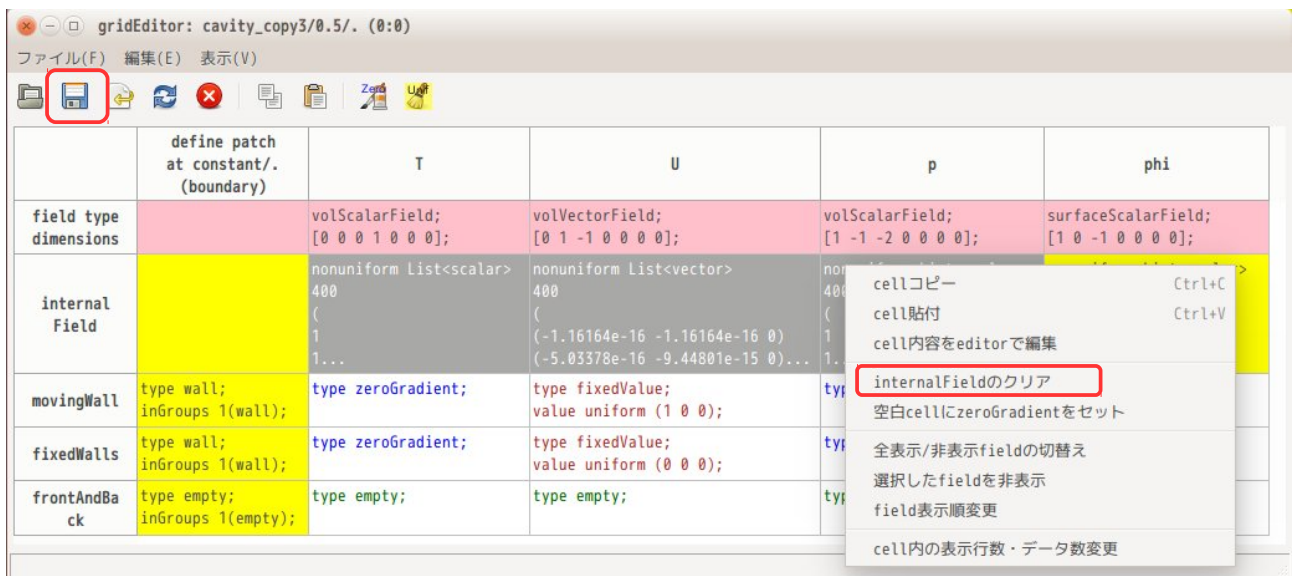 gridEditor: cavity_copy3/0.5/. (0:0)
ファイル(F) 編集(E) 表示(V)
Zero
Unif
define patch
at constant/.
(boundary)
T
U
p
phi
field type
dimensions
volScalarField;
[0 0 0 1 0 0 0];
volVectorField;
[0 1 -1 0 0 0 0];
volScalarField;
[1 -1 -2 0 0 0 0];
surfaceScalarField;
[1 0 -1 0 0 0 0];
internal
Field
nonuniform List<scalar>
400
(
1
1...
nonuniform List<vector>
400
(
(-1.16164e-16 -1.16164e-16 0)
(-5.03378e-16 -9.44801e-15 0)...
400
(
1
movingWall
type wall;
inGroups 1(wall);
type zeroGradient;
type fixedValue;
value uniform (1 0 0);
fixedWalls
type wall;
inGroups 1(wall);
type zeroGradient;
type fixedValue;
value uniform (0 0 0);
frontAndBa
ck
type empty;
inGroups 1(empty);
type empty;
type empty;
cellコピー Ctrl+C
cell貼付 Ctrl+V
cell内容をeditorで編集
internalFieldのクリア
空白cellにzeroGradientをセット
全表示/非表示fieldの切替え
選択したfieldを非表示
field表示順変更
cell内の表示行数・データ数変更